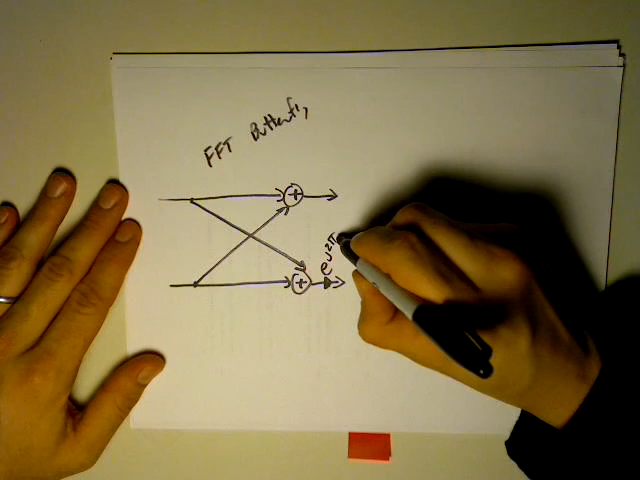 FFT Butterfly
+
+
e^j2π